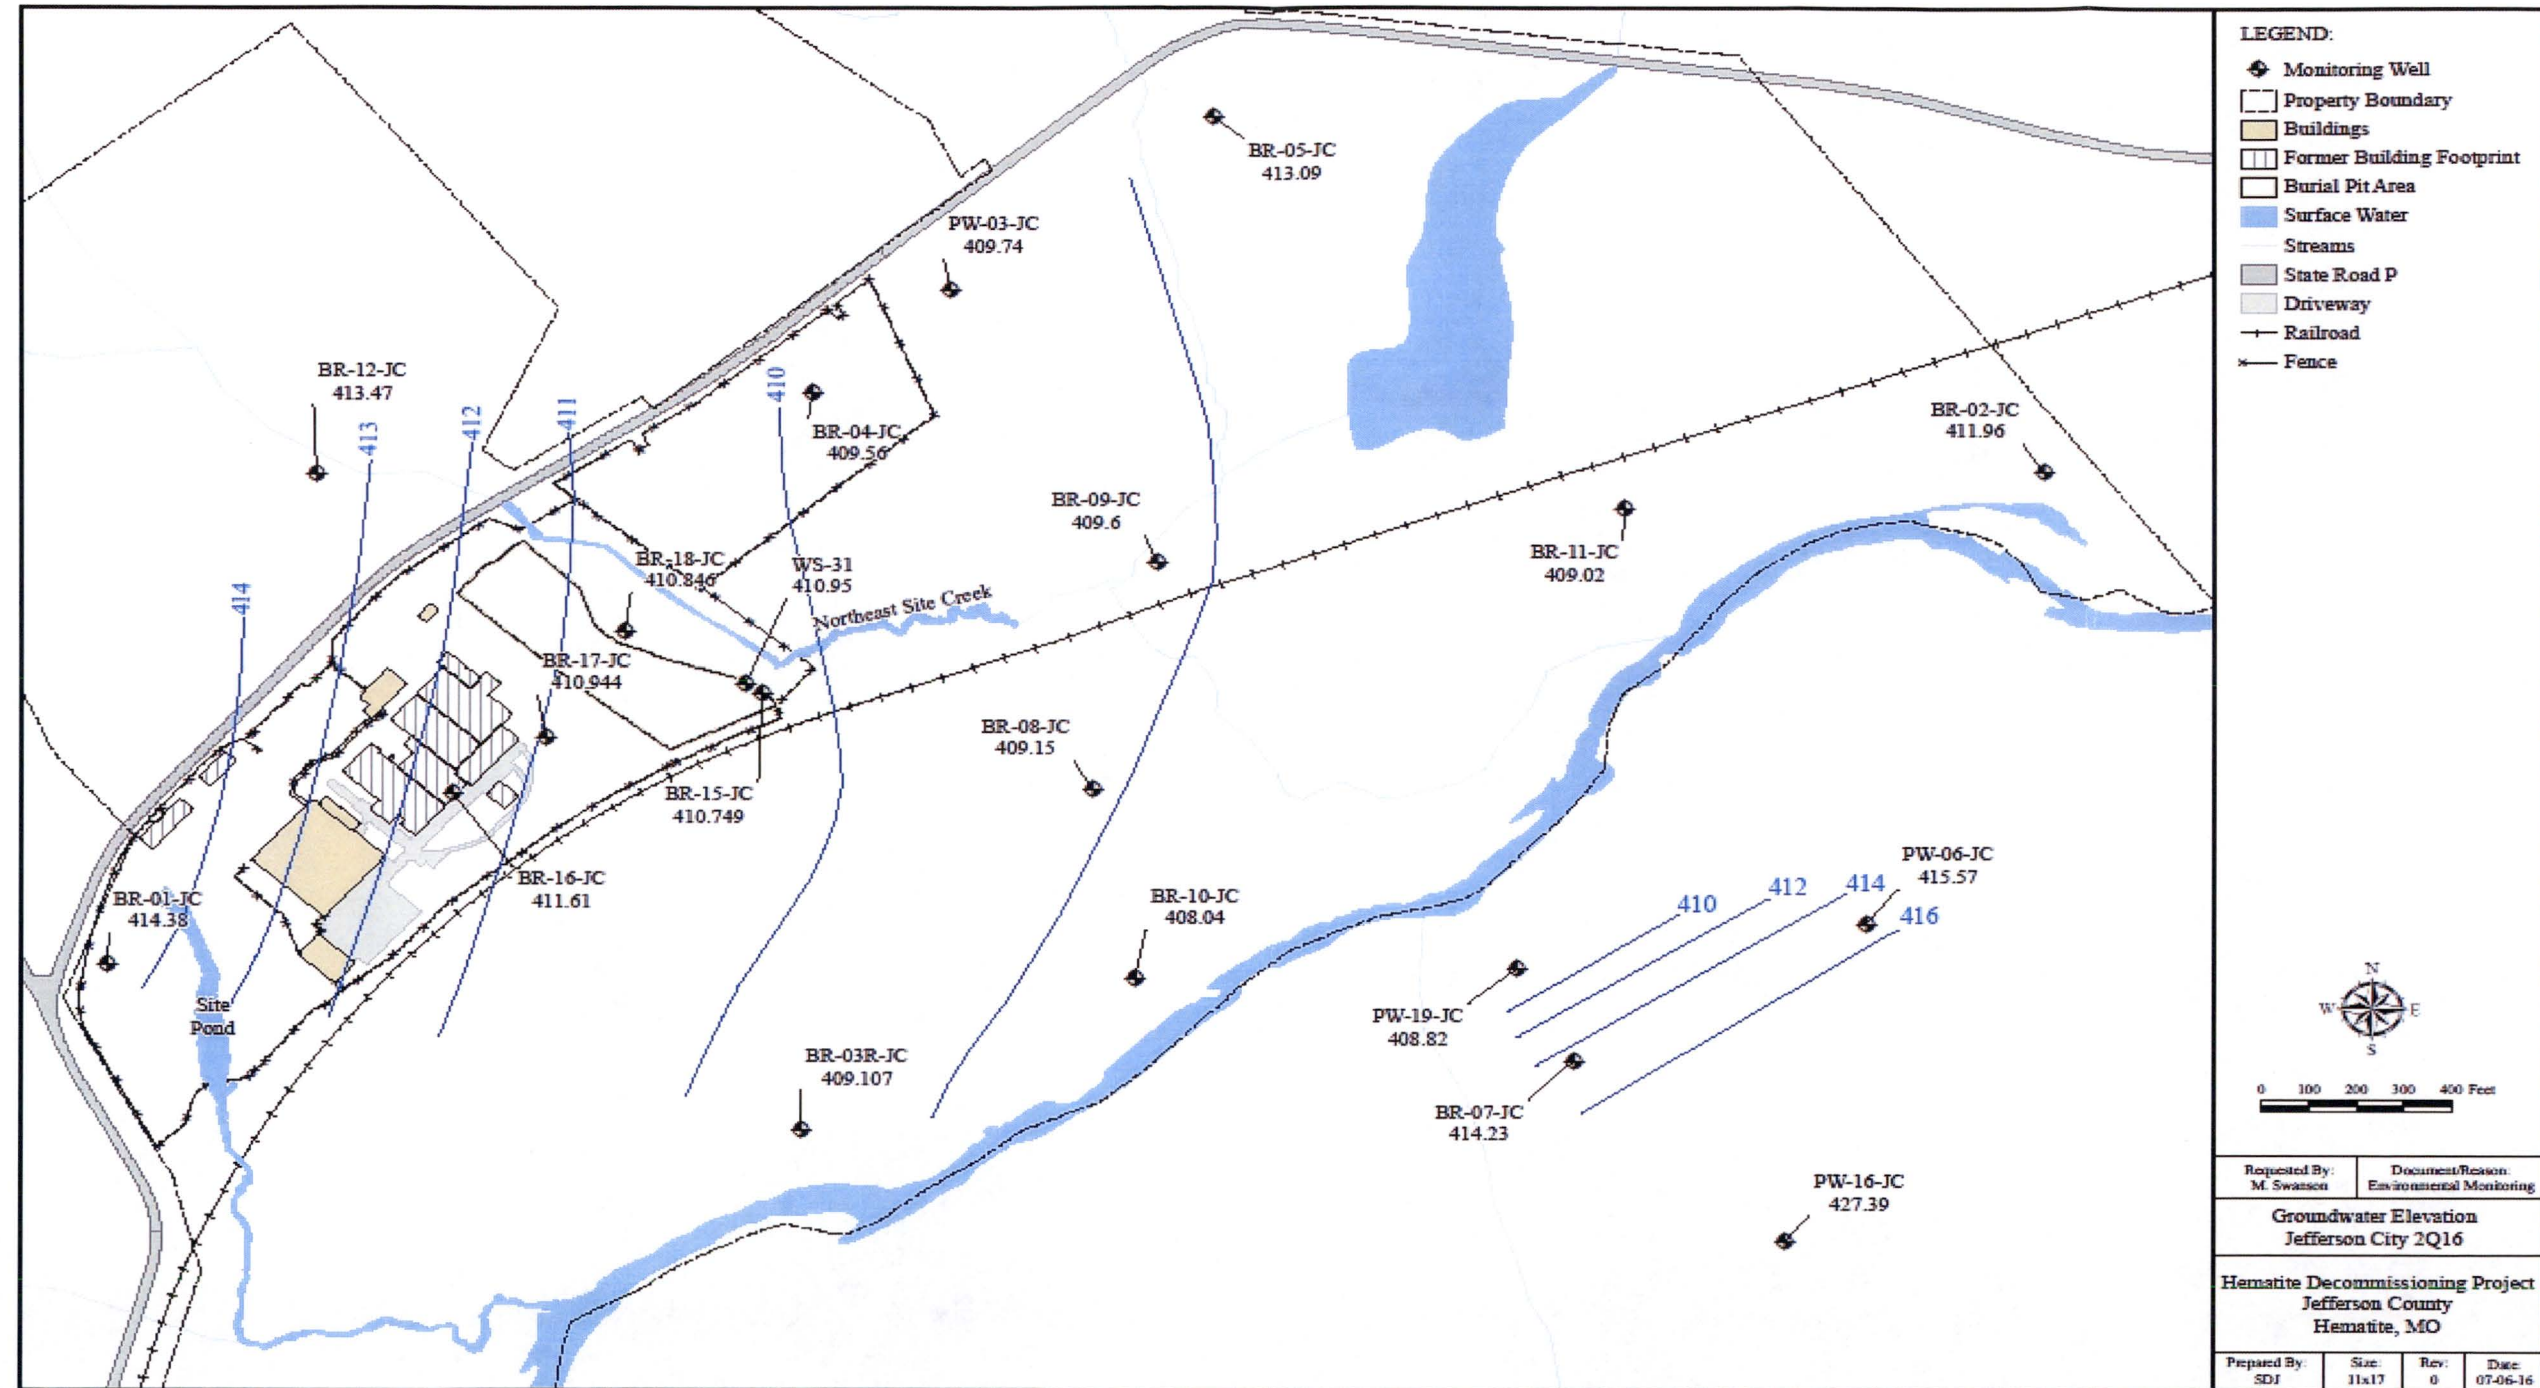 BR-05-JC
413.09
PW-03-JC
409.74
BR-12-JC
413.47
413
412
411
410
BR-04-JC
409.56
BR-02-JC
411.96
BR-09-JC
409.6
BR-11-JC
409.02
BR-18-JC
410.846
WS-31
410.95
Northeast Site Creek
414
BR-17-JC
410.944
BR-08-JC
409.15
BR-15-JC
410.749
BR-16-JC
411.61
BR-01-JC
414.38
BR-10-JC
408.04
PW-06-JC
415.57
410
412
414
416
Site
Pond
PW-19-JC
408.82
BR-03R-JC
409.107
BR-07-JC
414.23
PW-16-JC
427.39
LEGEND:
Monitoring Well
Property Boundary
Buildings
Former Building Footprint
Burial Pit Area
Surface Water
Streams
State Road P
Driveway
Railroad
Fence
N
W E
S
0 100 200 300 400 Feet
Requested By:
M. Swanson
Document/Reason:
Environmental Monitoring
Groundwater Elevation
Jefferson City 2Q16
Hematite Decommissioning Project
Jefferson County
Hematite, MO
Prepared By:
SDJ
Size:
11x17
Rev:
0
Date:
07-06-16